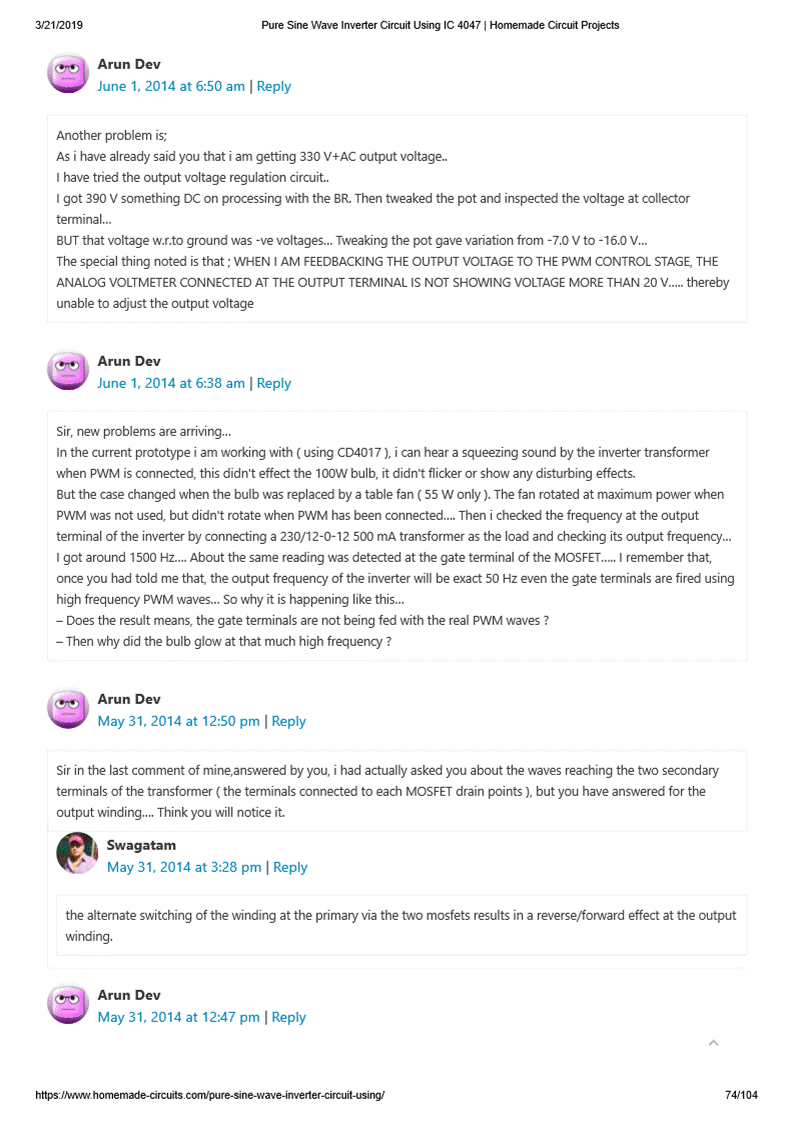 3/21/2019
Pure Sine Wave Inverter Circuit Using IC 4047 | Homemade Circuit Projects
Arun Dev
June 1, 2014 at 6:50 am | Reply
Another problem is;
As i have already said you that i am getting 330 V+AC output voltage..
I have tried the output voltage regulation circuit..
I got 390 V something DC on processing with the BR. Then tweaked the pot and inspected the voltage at collector
terminal...
BUT that voltage w.r.to ground was -ve voltages... Tweaking the pot gave variation from -7.0 V to -16.0 V...
The special thing noted is that ; WHEN I AM FEEDBACKING THE OUTPUT VOLTAGE TO THE PWM CONTROL STAGE, THE
ANALOG VOLTMETER CONNECTED AT THE OUTPUT TERMINAL IS NOT SHOWING VOLTAGE MORE THAN 20 V..... thereby
unable to adjust the output voltage
Arun Dev
June 1, 2014 at 6:38 am | Reply
Sir, new problems are arriving...
In the current prototype i am working with ( using CD4017 ), i can hear a squeezing sound by the inverter transformer
when PWM is connected, this didn't effect the 100W bulb, it didn't flicker or show any disturbing effects.
But the case changed when the bulb was replaced by a table fan ( 55 W only ). The fan rotated at maximum power when
PWM was not used, but didn't rotate when PWM has been connected.... Then i checked the frequency at the output
terminal of the inverter by connecting a 230/12-0-12 500 mA transformer as the load and checking its output frequency...
I got around 1500 Hz.... About the same reading was detected at the gate terminal of the MOSFET..... I remember that,
once you had told me that, the output frequency of the inverter will be exact 50 Hz even the gate terminals are fired using
high frequency PWM waves... So why it is happening like this...
– Does the result means, the gate terminals are not being fed with the real PWM waves ?
– Then why did the bulb glow at that much high frequency ?
Arun Dev
May 31, 2014 at 12:50 pm | Reply
Sir in the last comment of mine,answered by you, i had actually asked you about the waves reaching the two secondary
terminals of the transformer ( the terminals connected to each MOSFET drain points ), but you have answered for the
output winding.... Think you will notice it.
Swagatam
May 31, 2014 at 3:28 pm | Reply
the alternate switching of the winding at the primary via the two mosfets results in a reverse/forward effect at the output
winding.
Arun Dev
May 31, 2014 at 12:47 pm | Reply
https://www.homemade-circuits.com/pure-sine-wave-inverter-circuit-using/
74/104